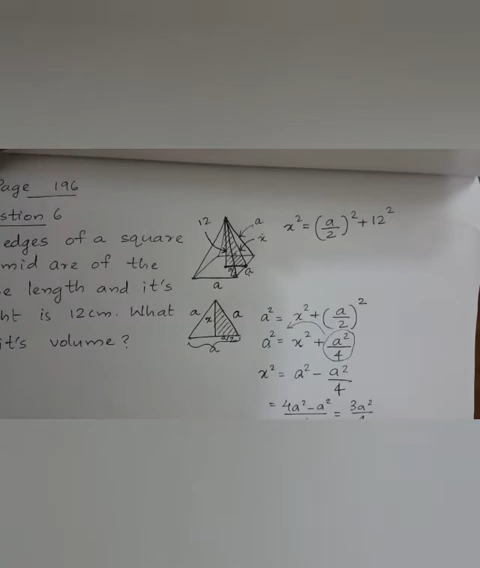 Page 196
stion 6
edges of a square
mid are of the
e length and it's
ht is 12cm. What
it's volume?
12
a
x
a
a
x² = (a/2)² + 12²
a
x
a
a/2
a
a² = x² + (a/2)²
a² = x² + a²/4
x² = a² - a²/4
= 4a² - a² = 3a²